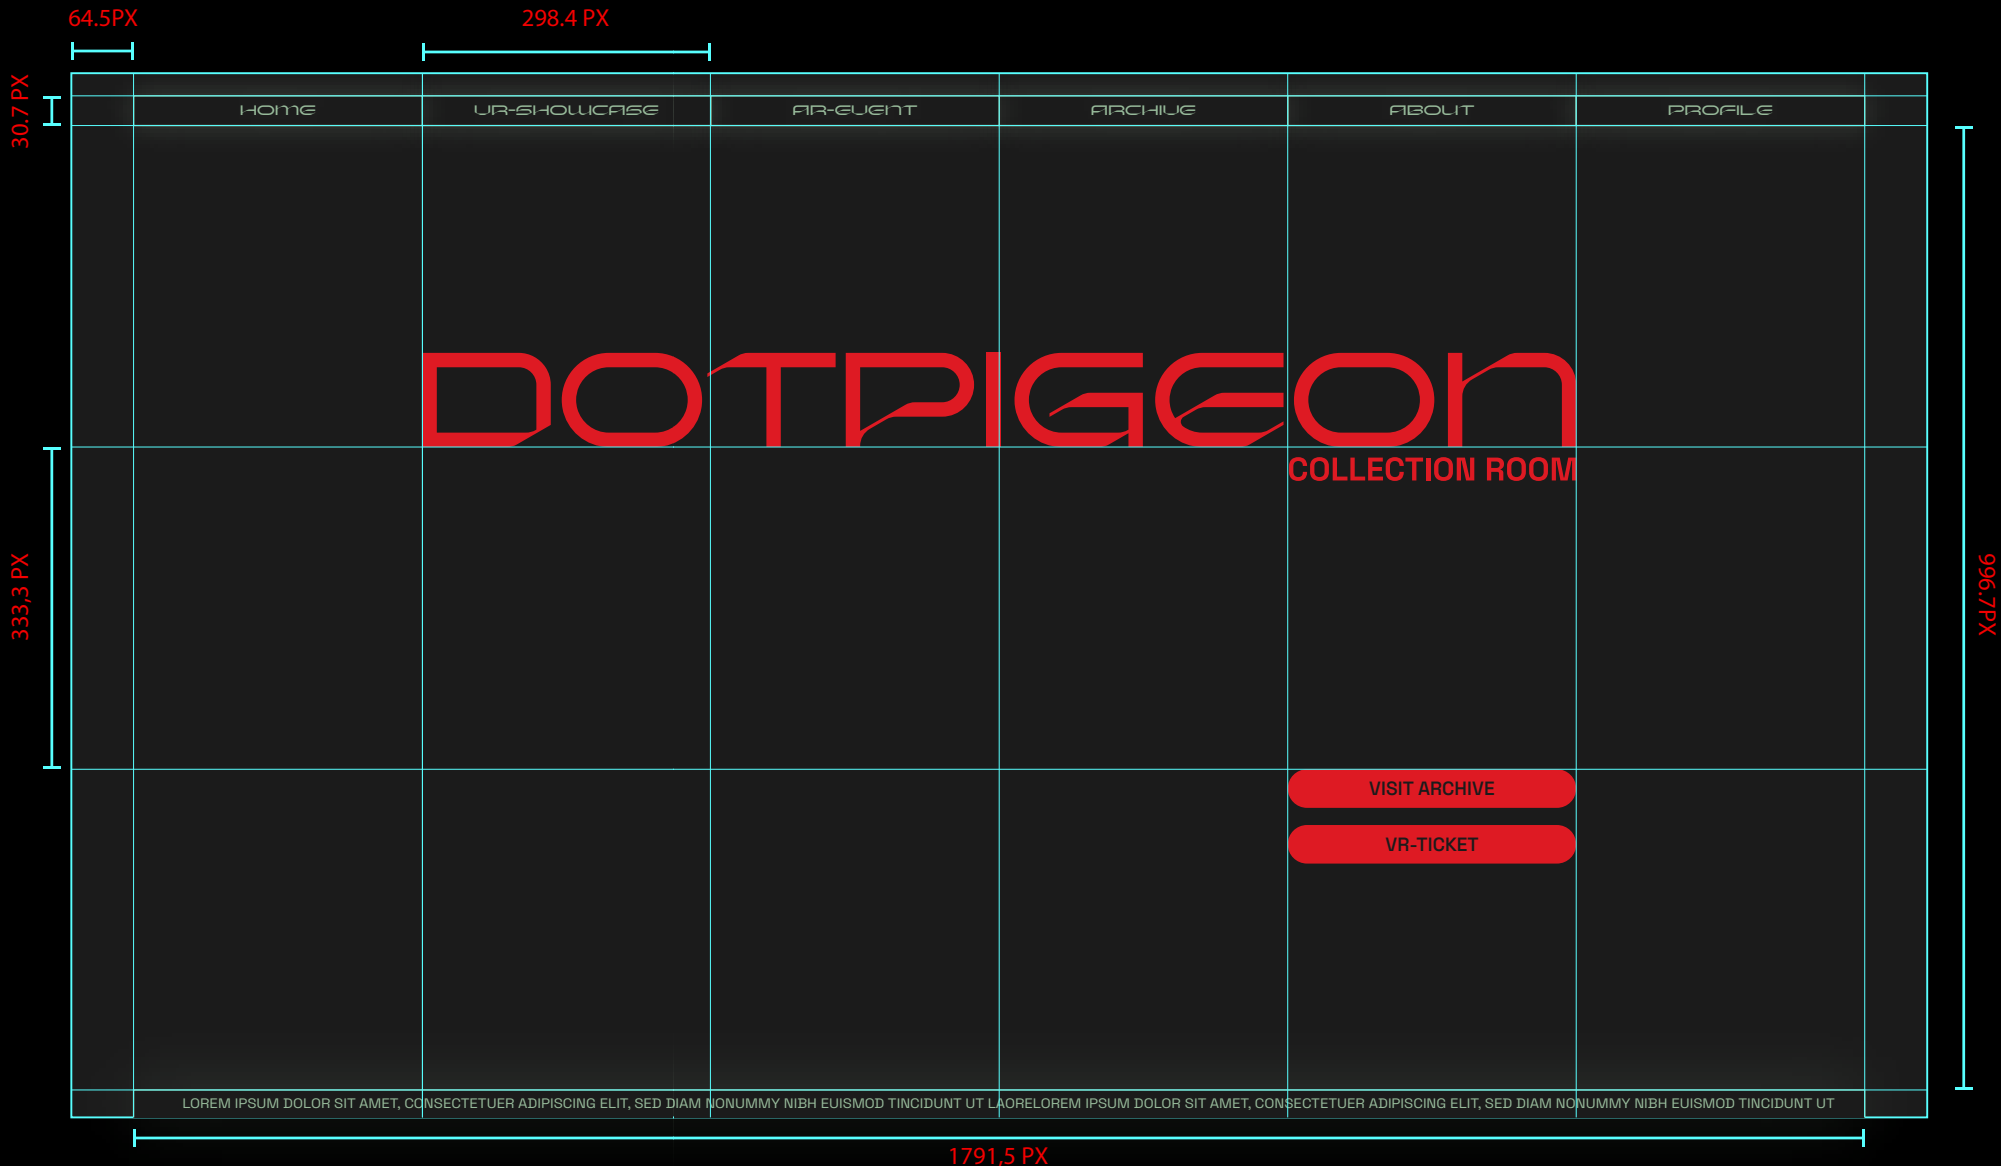 64.5PX
298.4 PX
30.7 PX
HOME
VR-SHOWCASE
AR-EVENT
ARCHIVE
ABOUT
PROFILE
DOTPIGEON
COLLECTION ROOM
333,3 PX
996.7PX
VISIT ARCHIVE
VR-TICKET
LOREM IPSUM DOLOR SIT AMET, CONSECTETUER ADIPISCING ELIT, SED DIAM NONUMMY NIBH EUISMOD TINCIDUNT UT LAORELOREM IPSUM DOLOR SIT AMET, CONSECTETUER ADIPISCING ELIT, SED DIAM NONUMMY NIBH EUISMOD TINCIDUNT UT
1791,5 PX